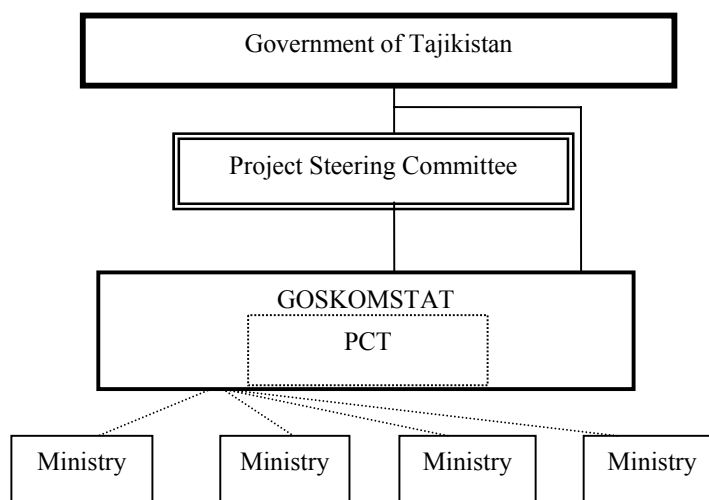 Government of Tajikistan
Project Steering Committee
GOSKOMSTAT
PCT
Ministry
Ministry
Ministry
Ministry